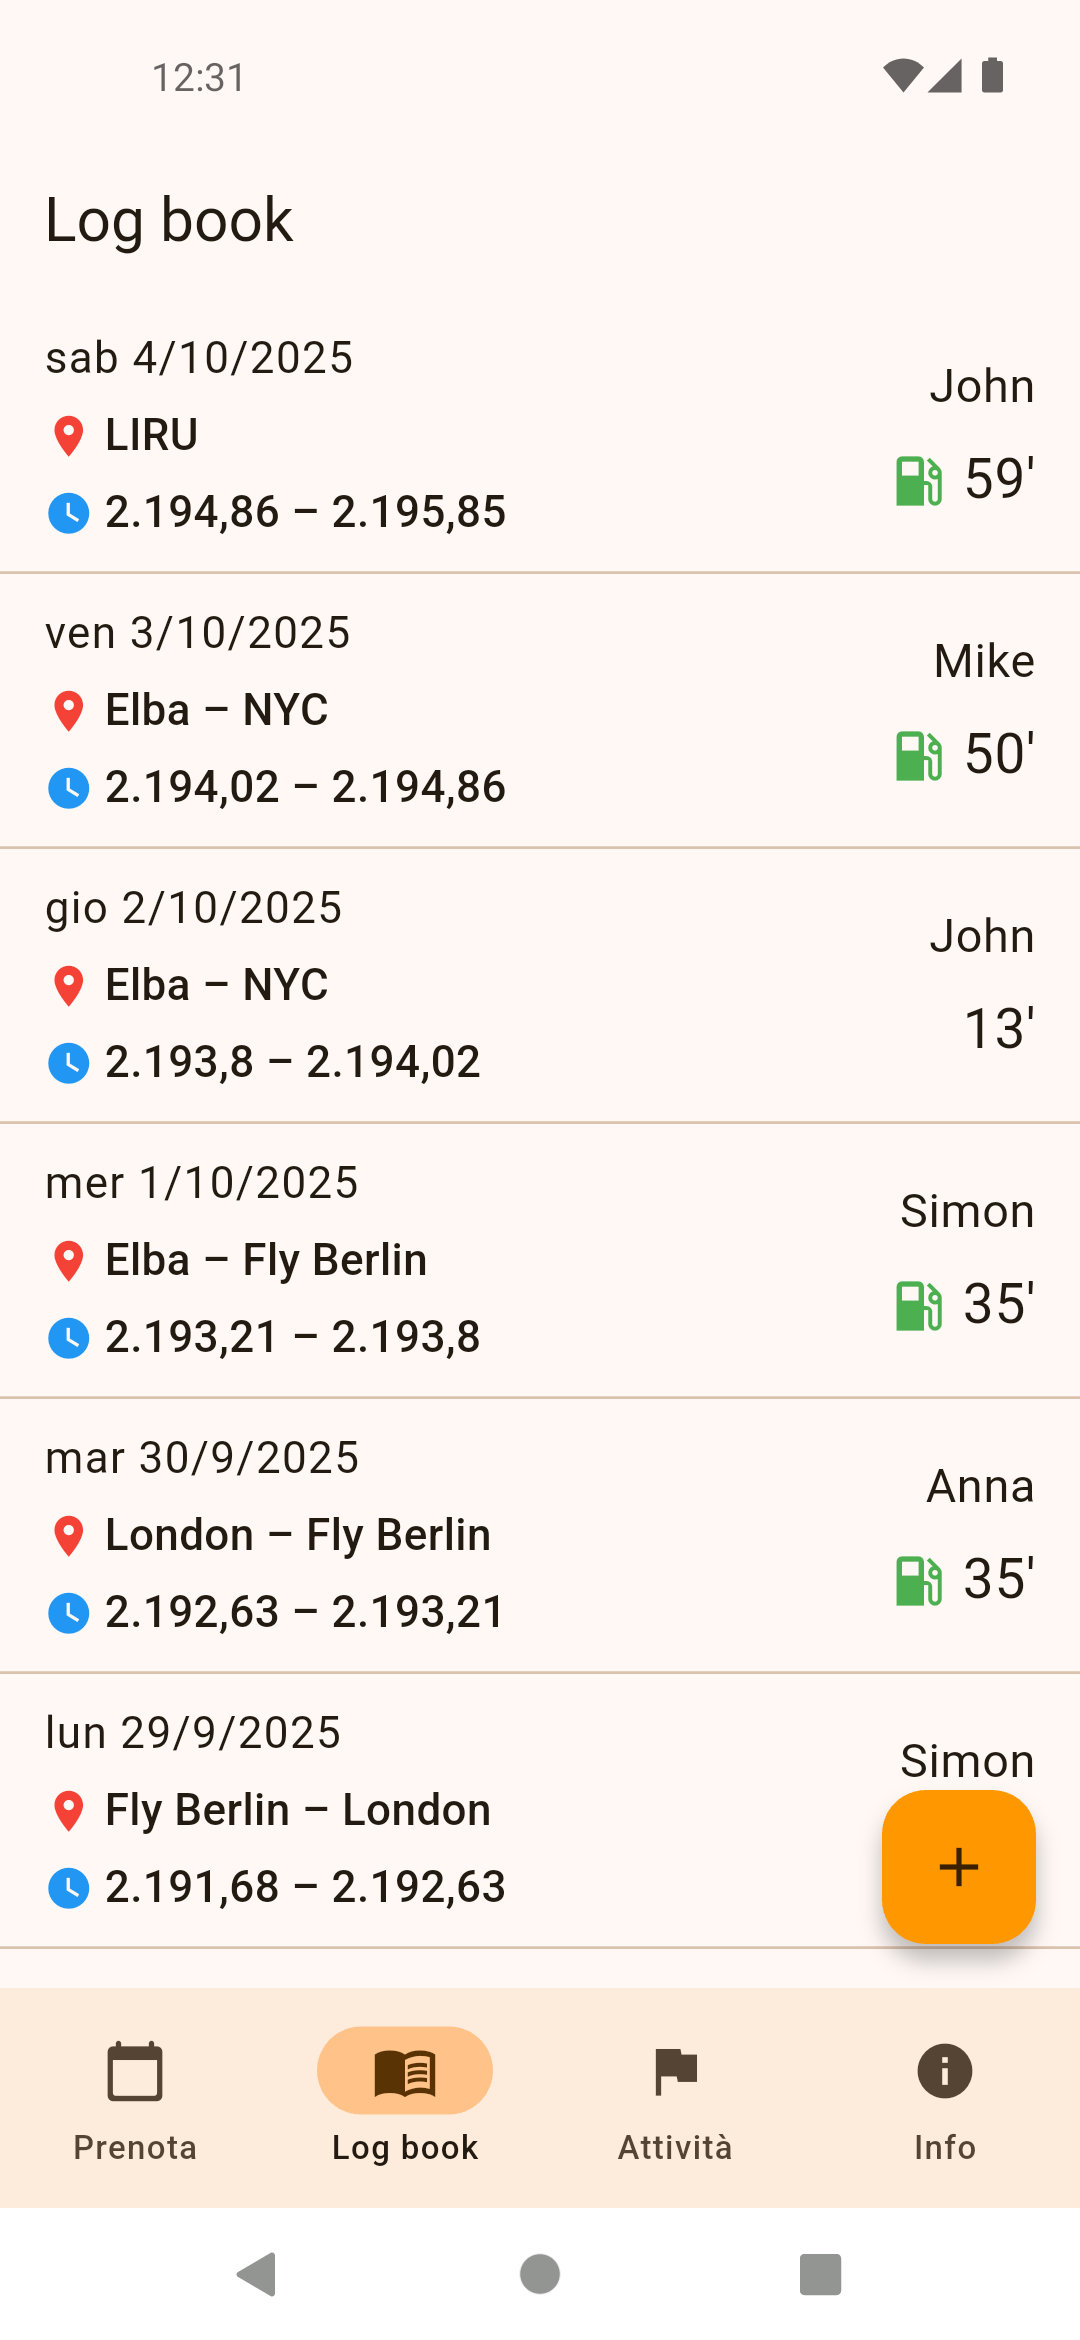 12:31
Log book
sab 4/10/2025
John
LIRU
59'
2.194,86 – 2.195,85
ven 3/10/2025
Mike
Elba – NYC
50'
2.194,02 – 2.194,86
gio 2/10/2025
John
Elba – NYC
13'
2.193,8 – 2.194,02
mer 1/10/2025
Simon
Elba – Fly Berlin
35'
2.193,21 – 2.193,8
mar 30/9/2025
Anna
London – Fly Berlin
35'
2.192,63 – 2.193,21
lun 29/9/2025
Simon
Fly Berlin – London
2.191,68 – 2.192,63
Prenota
Log book
Attività
Info